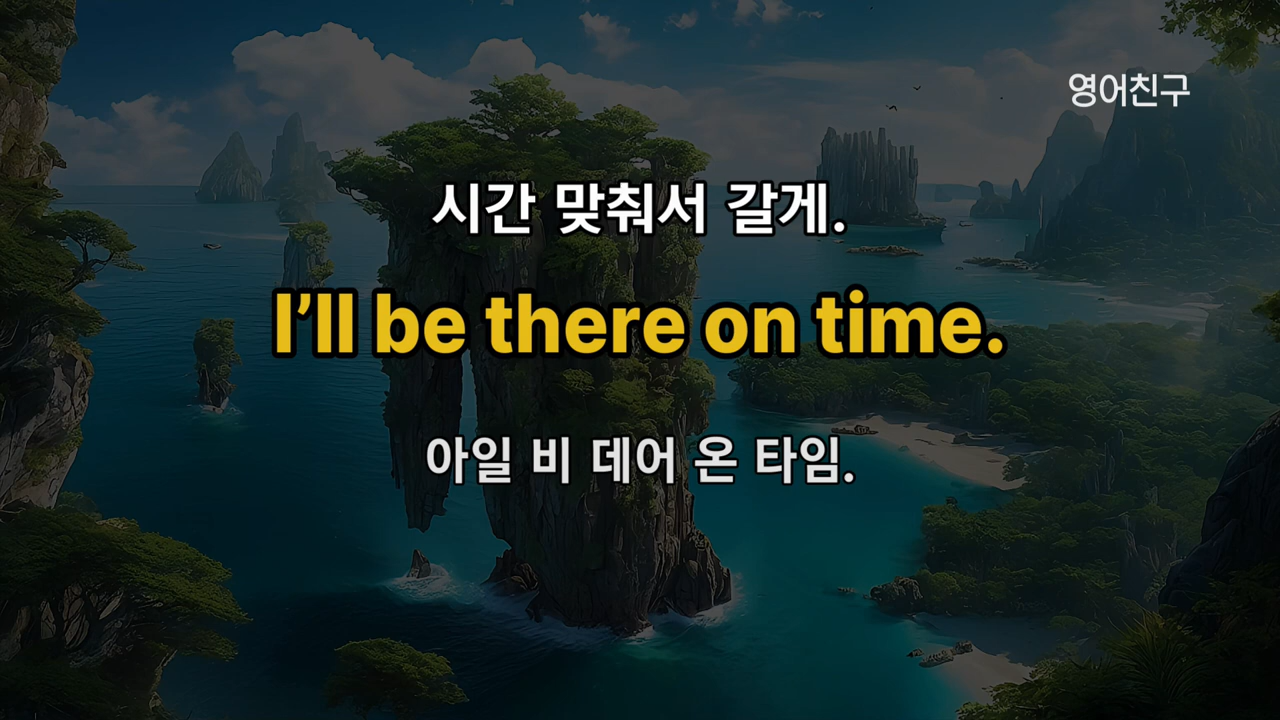 영어친구
시간 맞춰서 갈게.
I’ll be there on time.
아일 비 데어 온 타임.